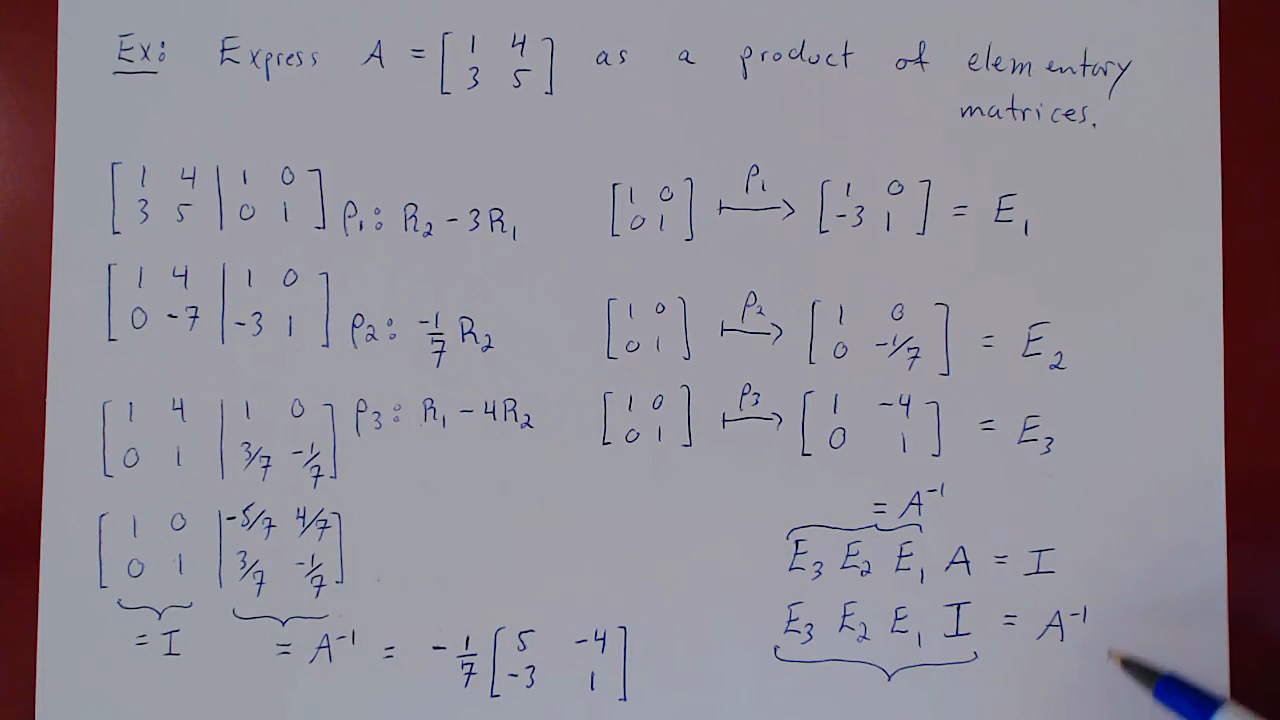 Ex: Express A = [1 4; 3 5] as a product of elementary
matrices.
[1 4 | 1 0; 3 5 | 0 1] ρ₁: R₂ - 3R₁
[1 0; 0 1] ↦ρ₁ [1 0; -3 1] = E₁
[1 4 | 1 0; 0 -7 | -3 1] ρ₂: -1/7 R₂
[1 0; 0 1] ↦ρ₂ [1 0; 0 -1/7] = E₂
[1 4 | 1 0; 0 1 | 3/7 -1/7] ρ₃: R₁ - 4R₂
[1 0; 0 1] ↦ρ₃ [1 -4; 0 1] = E₃
[1 0 | -5/7 4/7; 0 1 | 3/7 -1/7]
= I = A⁻¹ = -1/7 [5 -4; -3 1]
= A⁻¹
E₃ E₂ E₁ A = I
E₃ E₂ E₁ I = A⁻¹